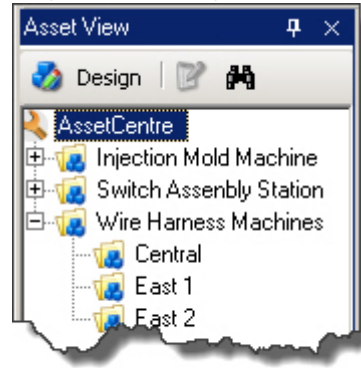 Asset View
Design
AssetCentre
Injection Mold Machine
Switch Assenbly Station
Wire Harness Machines
Central
East 1
East 2